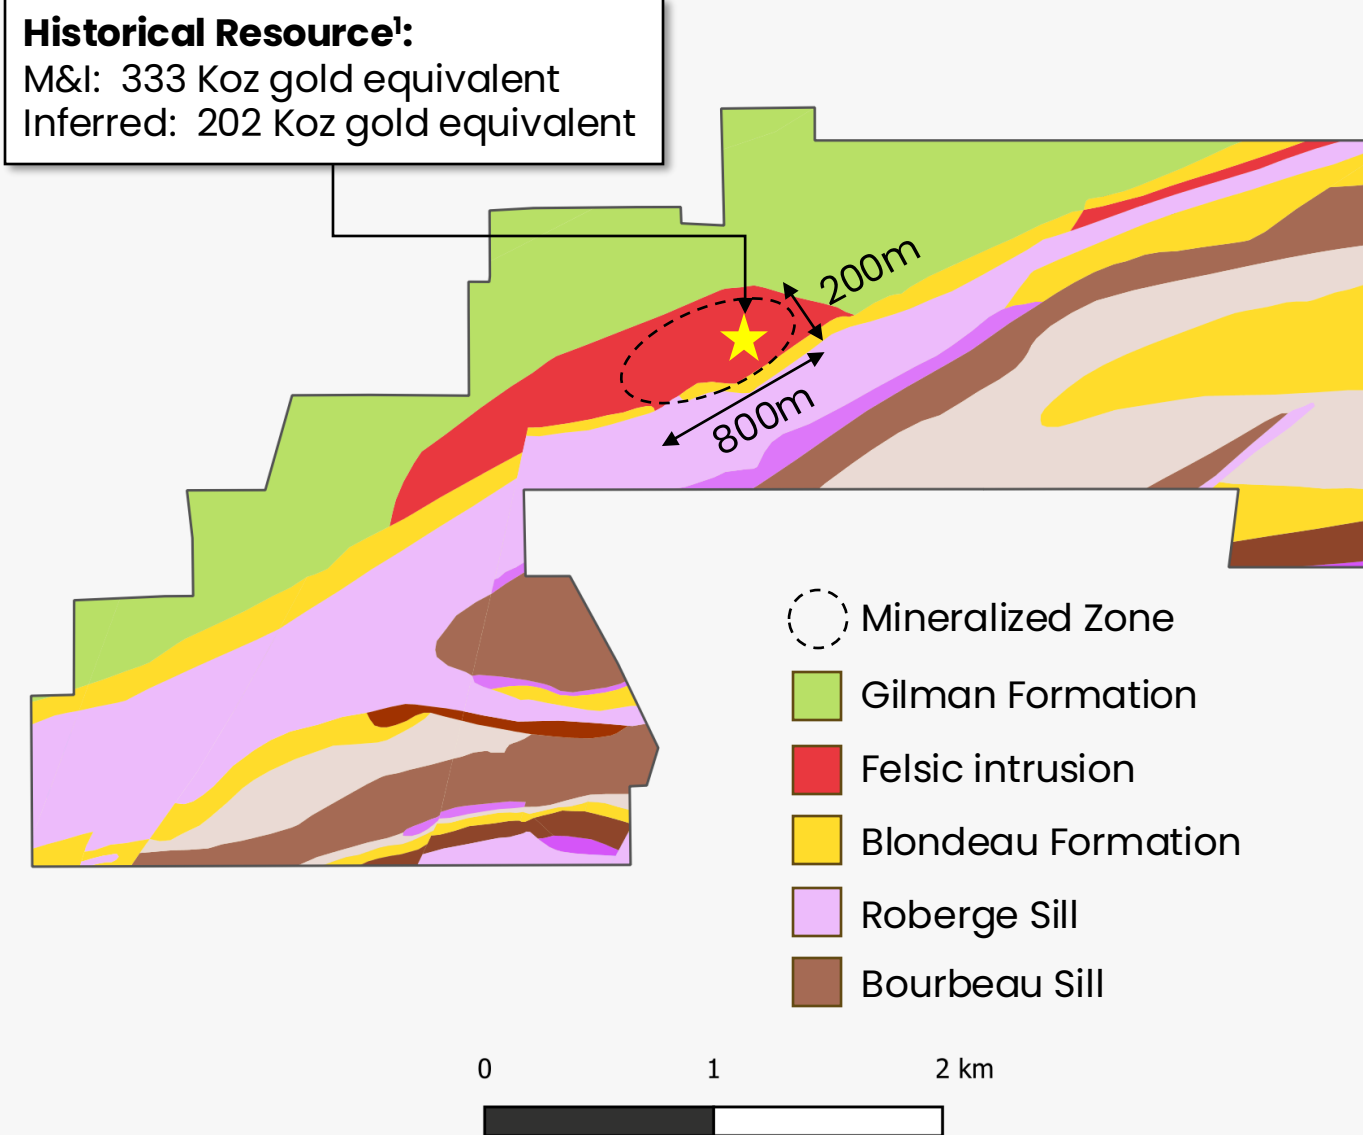 Historical Resource¹:
M&I: 333 Koz gold equivalent
Inferred: 202 Koz gold equivalent
200m
800m
Mineralized Zone
Gilman Formation
Felsic intrusion
Blondeau Formation
Roberge Sill
Bourbeau Sill
0 1 2 km